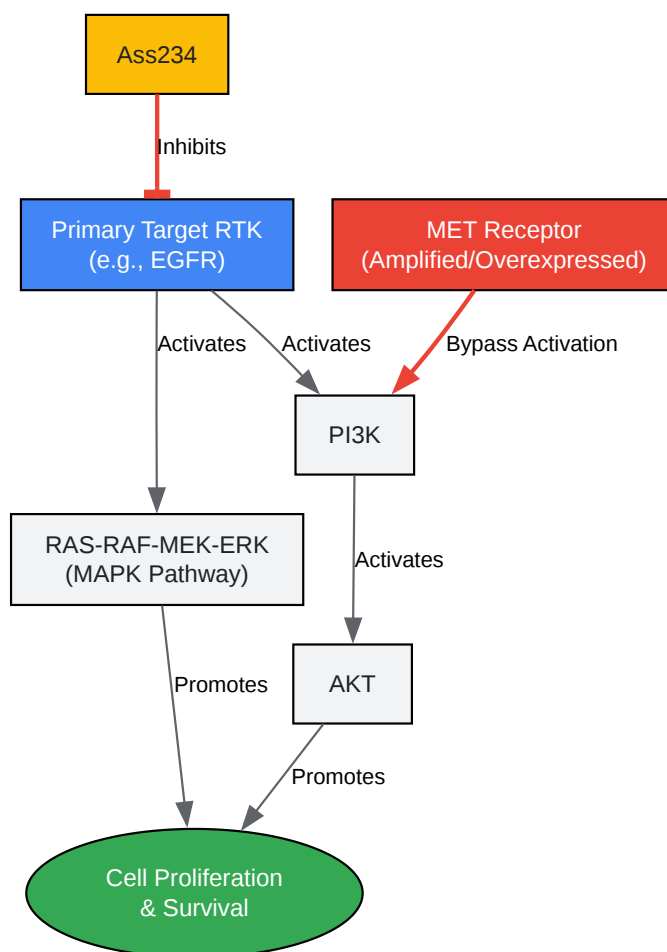 Ass234
Inhibits
Primary Target RTK
(e.g., EGFR)
MET Receptor
(Amplified/Overexpressed)
Activates
Activates
Bypass Activation
PI3K
RAS-RAF-MEK-ERK
(MAPK Pathway)
Activates
AKT
Promotes
Promotes
Cell Proliferation
& Survival